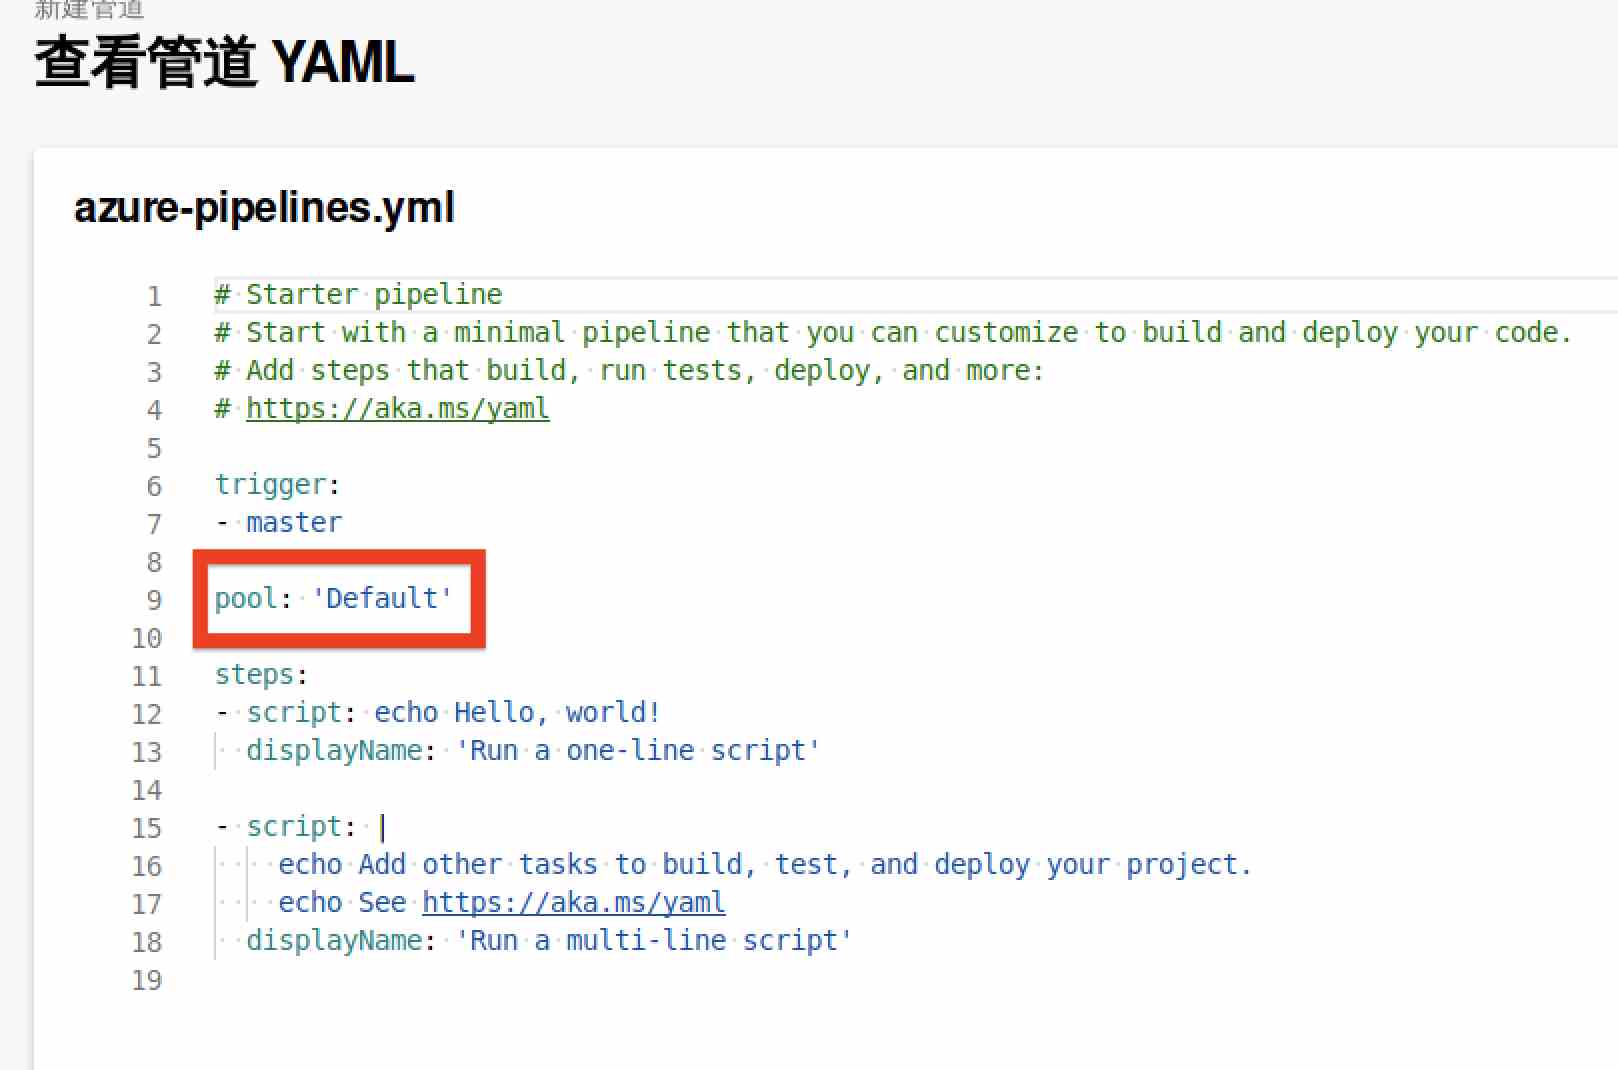 新建管道
查看管道 YAML
azure-pipelines.yml
1 # Starter pipeline
2 # Start with a minimal pipeline that you can customize to build and deploy your code.
3 # Add steps that build, run tests, deploy, and more:
4 # https://aka.ms/yaml
5
6 trigger:
7 - master
8
9 pool: 'Default'
10
11 steps:
12 - script: echo Hello, world!
13   displayName: 'Run a one-line script'
14
15 - script: |
16     echo Add other tasks to build, test, and deploy your project.
17     echo See https://aka.ms/yaml
18   displayName: 'Run a multi-line script'
19